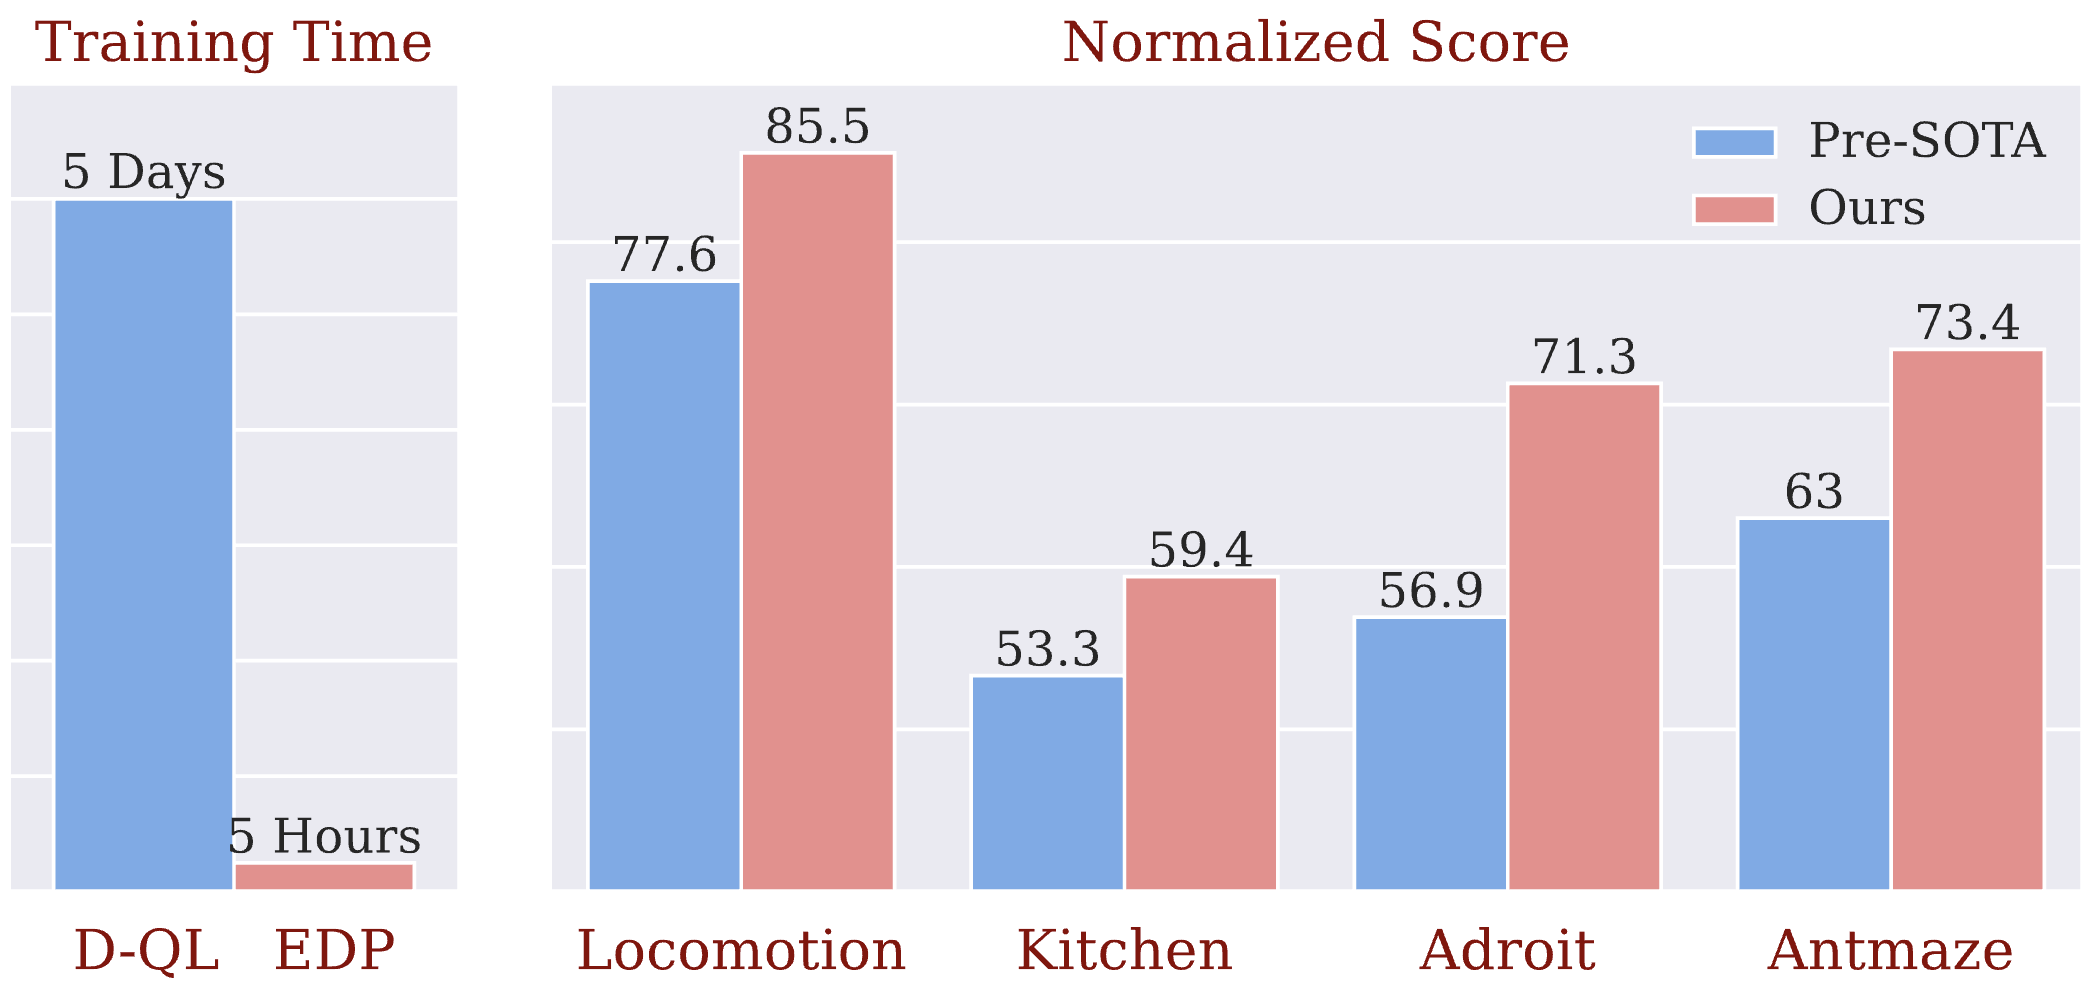 Training Time
5 Days
5 Hours
D-QL EDP
Normalized Score
Pre-SOTA
Ours
77.6
85.5
53.3
59.4
56.9
71.3
63
73.4
Locomotion Kitchen Adroit Antmaze